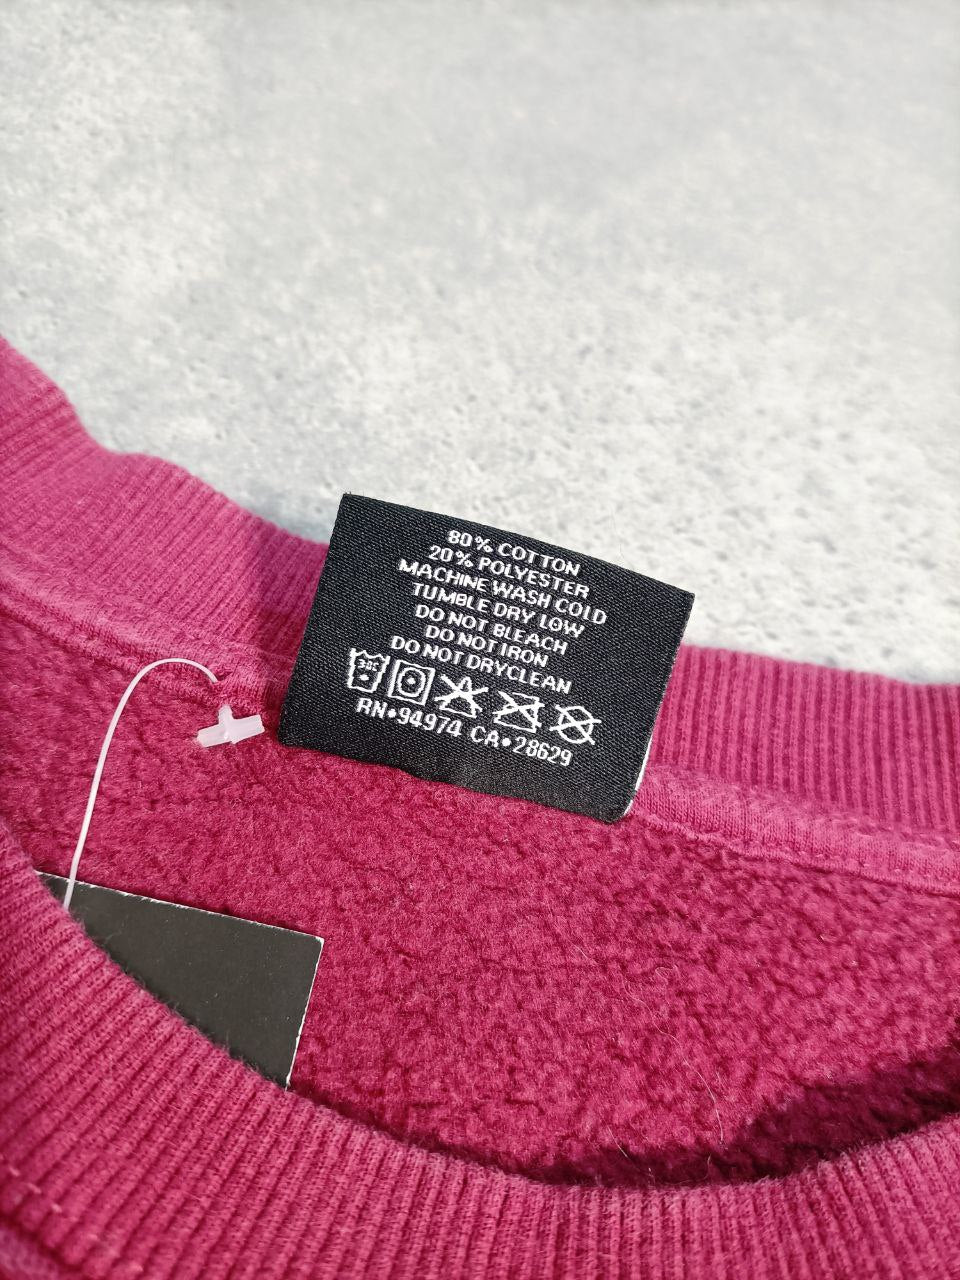 80% COTTON
20% POLYESTER
MACHINE WASH COLD
TUMBLE DRY LOW
DO NOT BLEACH
DO NOT IRON
DO NOT DRYCLEAN
30C
RN•94974 CA•28629